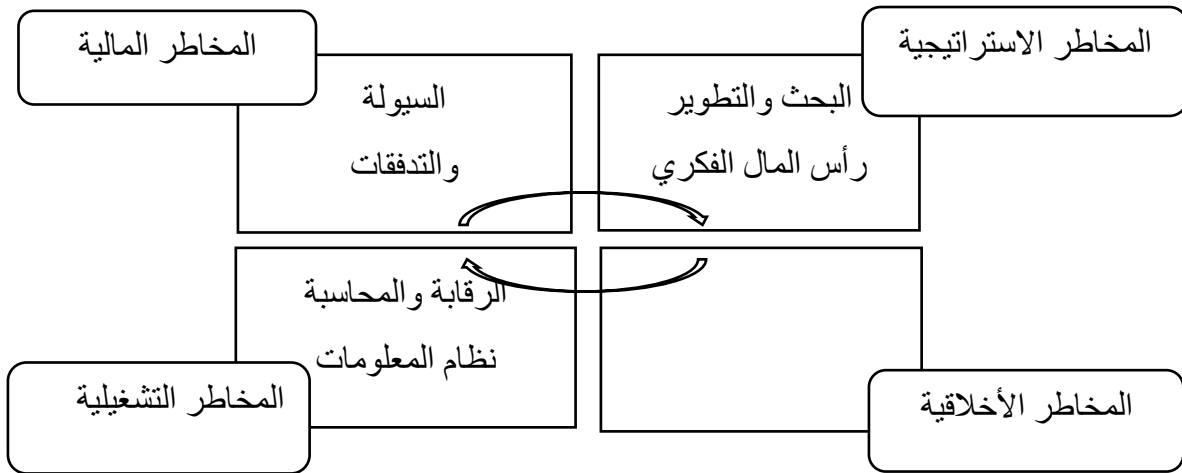 المخاطر الاستراتيجية
المخاطر المالية
البحث والتطوير
رأس المال الفكري
السيولة
والتدفقات
الرقابة والمحاسبة
نظام المعلومات
المخاطر الأخلاقية
المخاطر التشغيلية